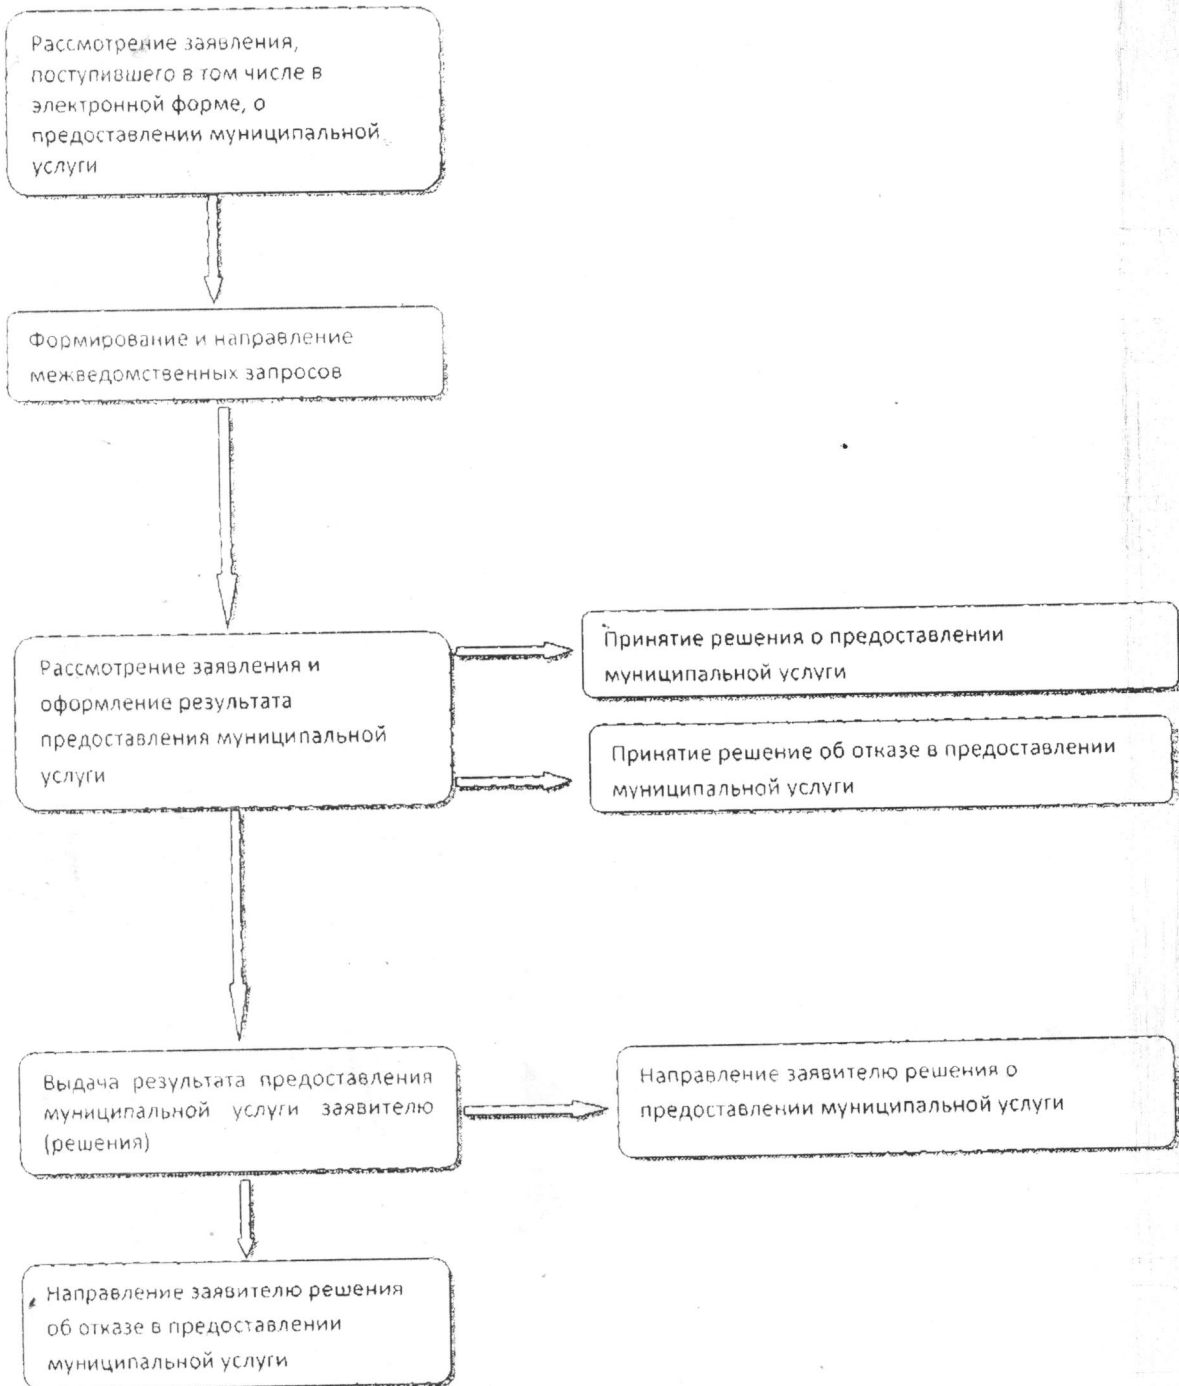 Рассмотрение заявления,
поступившего в том числе в
электронной форме, о
предоставлении муниципальной
услуги
Формирование и направление
межведомственных запросов
Рассмотрение заявления и
оформление результата
предоставления муниципальной
услуги
Принятие решения о предоставлении
муниципальной услуги
Принятие решение об отказе в предоставлении
муниципальной услуги
Выдача результата предоставления
муниципальной услуги заявителю
(решения)
Направление заявителю решения о
предоставлении муниципальной услуги
Направление заявителю решения
об отказе в предоставлении
муниципальной услуги